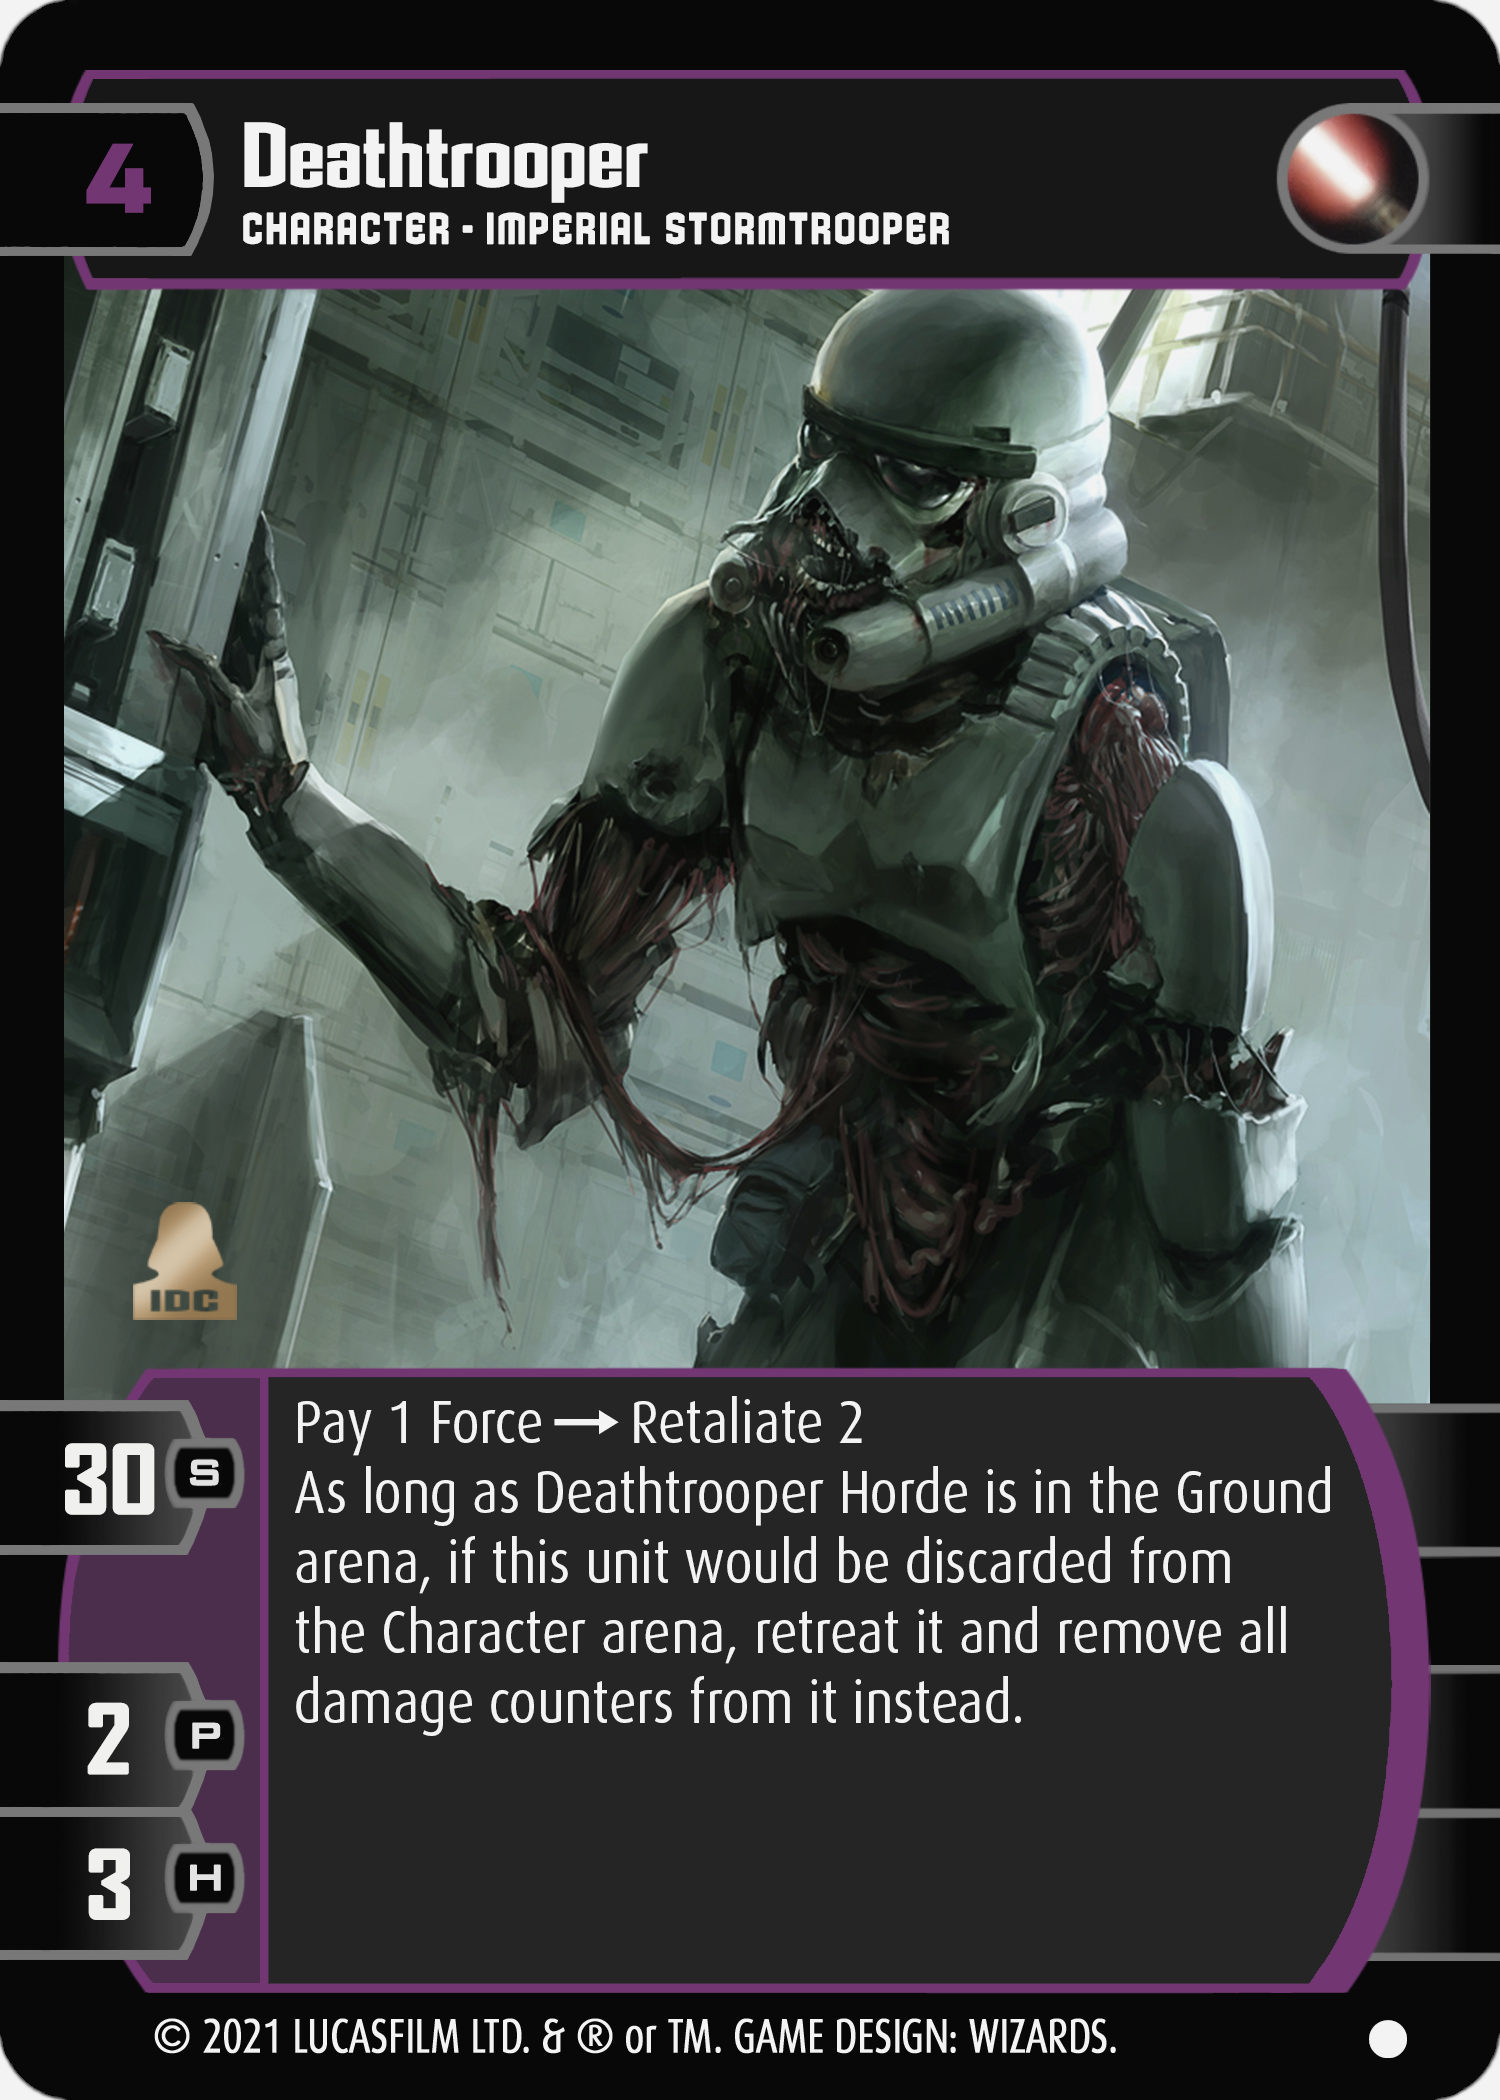 4
Deathtrooper
CHARACTER - IMPERIAL STORMTROOPER
IDC
30 S
2 P
3 H
Pay 1 Force → Retaliate 2
As long as Deathtrooper Horde is in the Ground
arena, if this unit would be discarded from
the Character arena, retreat it and remove all
damage counters from it instead.
© 2021 LUCASFILM LTD. & ® or TM. GAME DESIGN: WIZARDS.